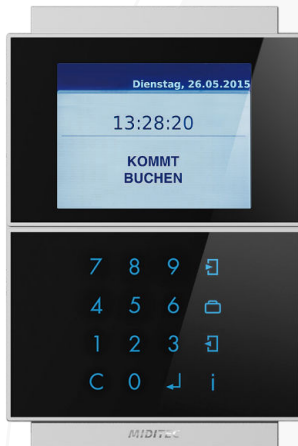 Dienstag, 26.05.2015
13:28:20
KOMMT
BUCHEN
7 8 9
4 5 6
1 2 3
C 0 i
MIDITEC